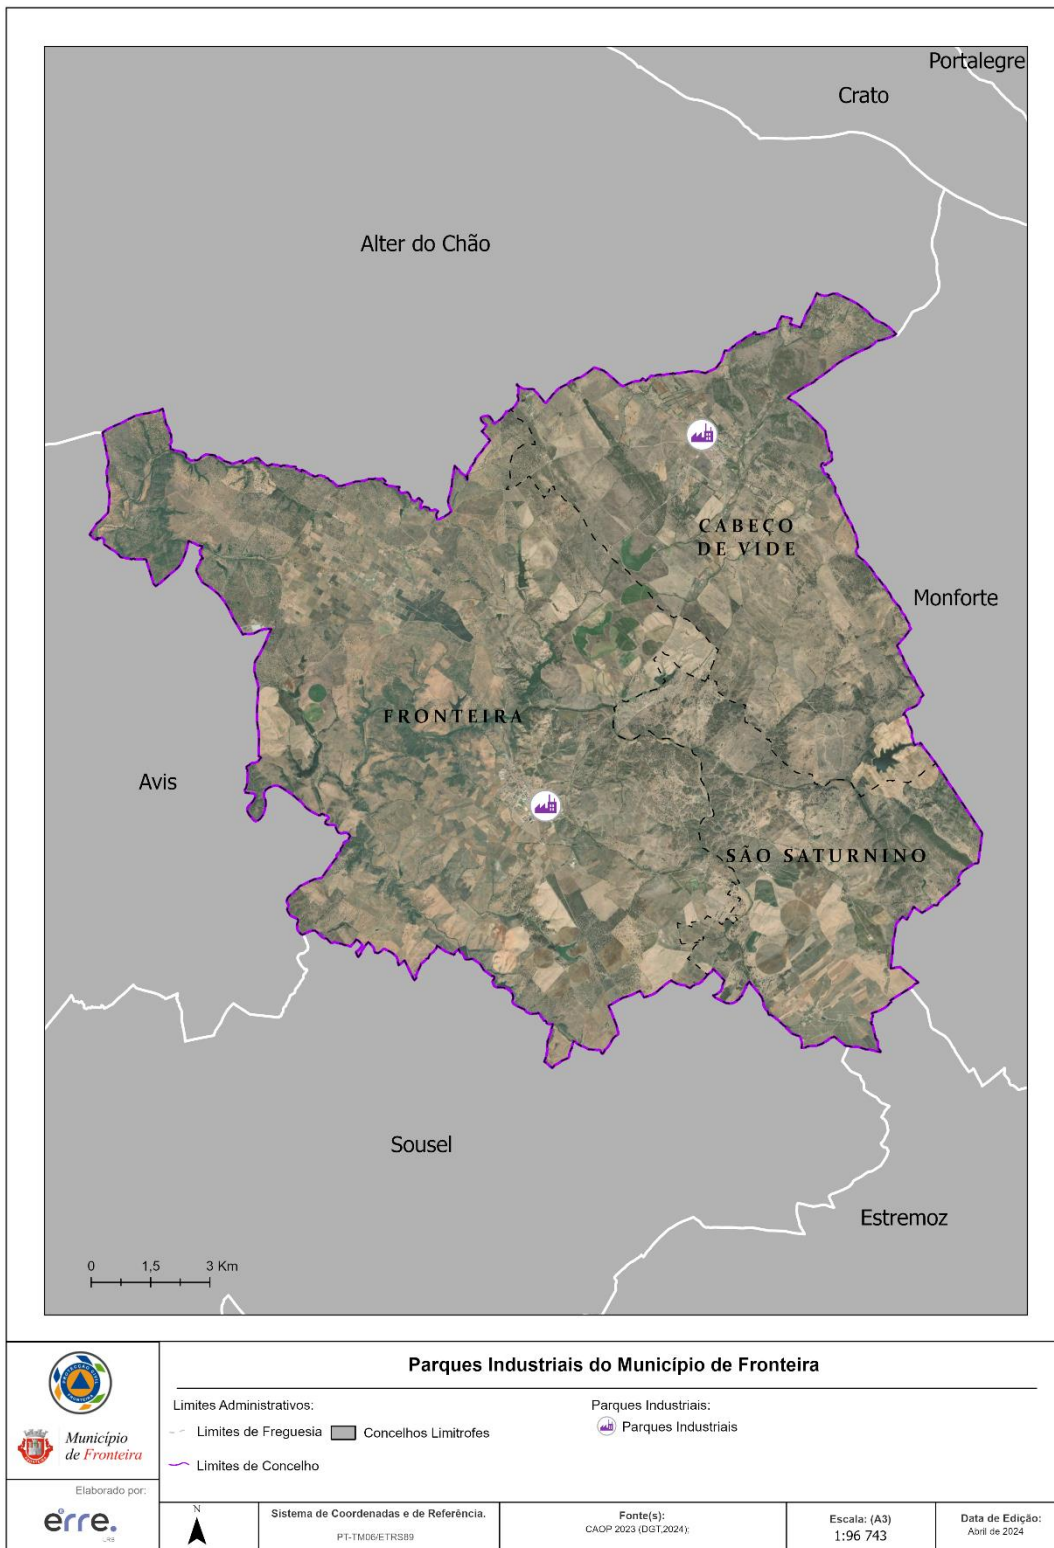 Portalegre
Crato
Alter do Chão
CABEÇO
DE VIDE
Monforte
FRONTEIRA
Avis
SÃO SATURNINO
Sousel
Estremoz
0 1,5 3 Km
Parques Industriais do Município de Fronteira
Limites Administrativos:
Limites de Freguesia
Concelhos Limitrofes
Limites de Concelho
Parques Industriais:
Parques Industriais
Município
de Fronteira
Elaborado por:
erre.
N
Sistema de Coordenadas e de Referência.
PT-TM06/ETRS89
Fonte(s):
CAOP 2023 (DGT,2024);
Escala: (A3)
1:96 743
Data de Edição:
Abril de 2024